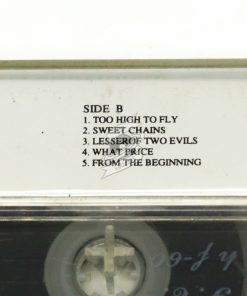 SIDE B
1. TOO HIGH TO FLY
2. SWEET CHAINS
3. LESSEROF TWO EVILS
4. WHAT PRICE
5. FROM THE BEGINNING